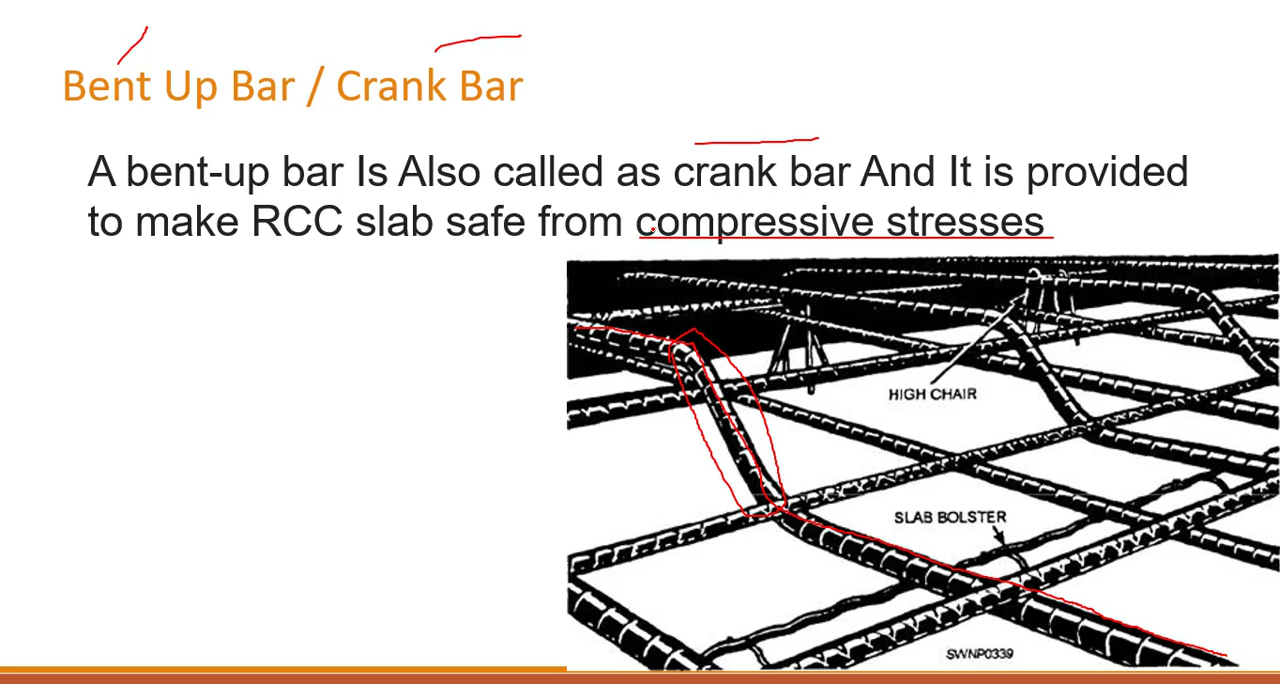 Bent Up Bar / Crank Bar
A bent-up bar Is Also called as crank bar And It is provided
to make RCC slab safe from compressive stresses
HIGH CHAIR
SLAB BOLSTER
SWNP0339